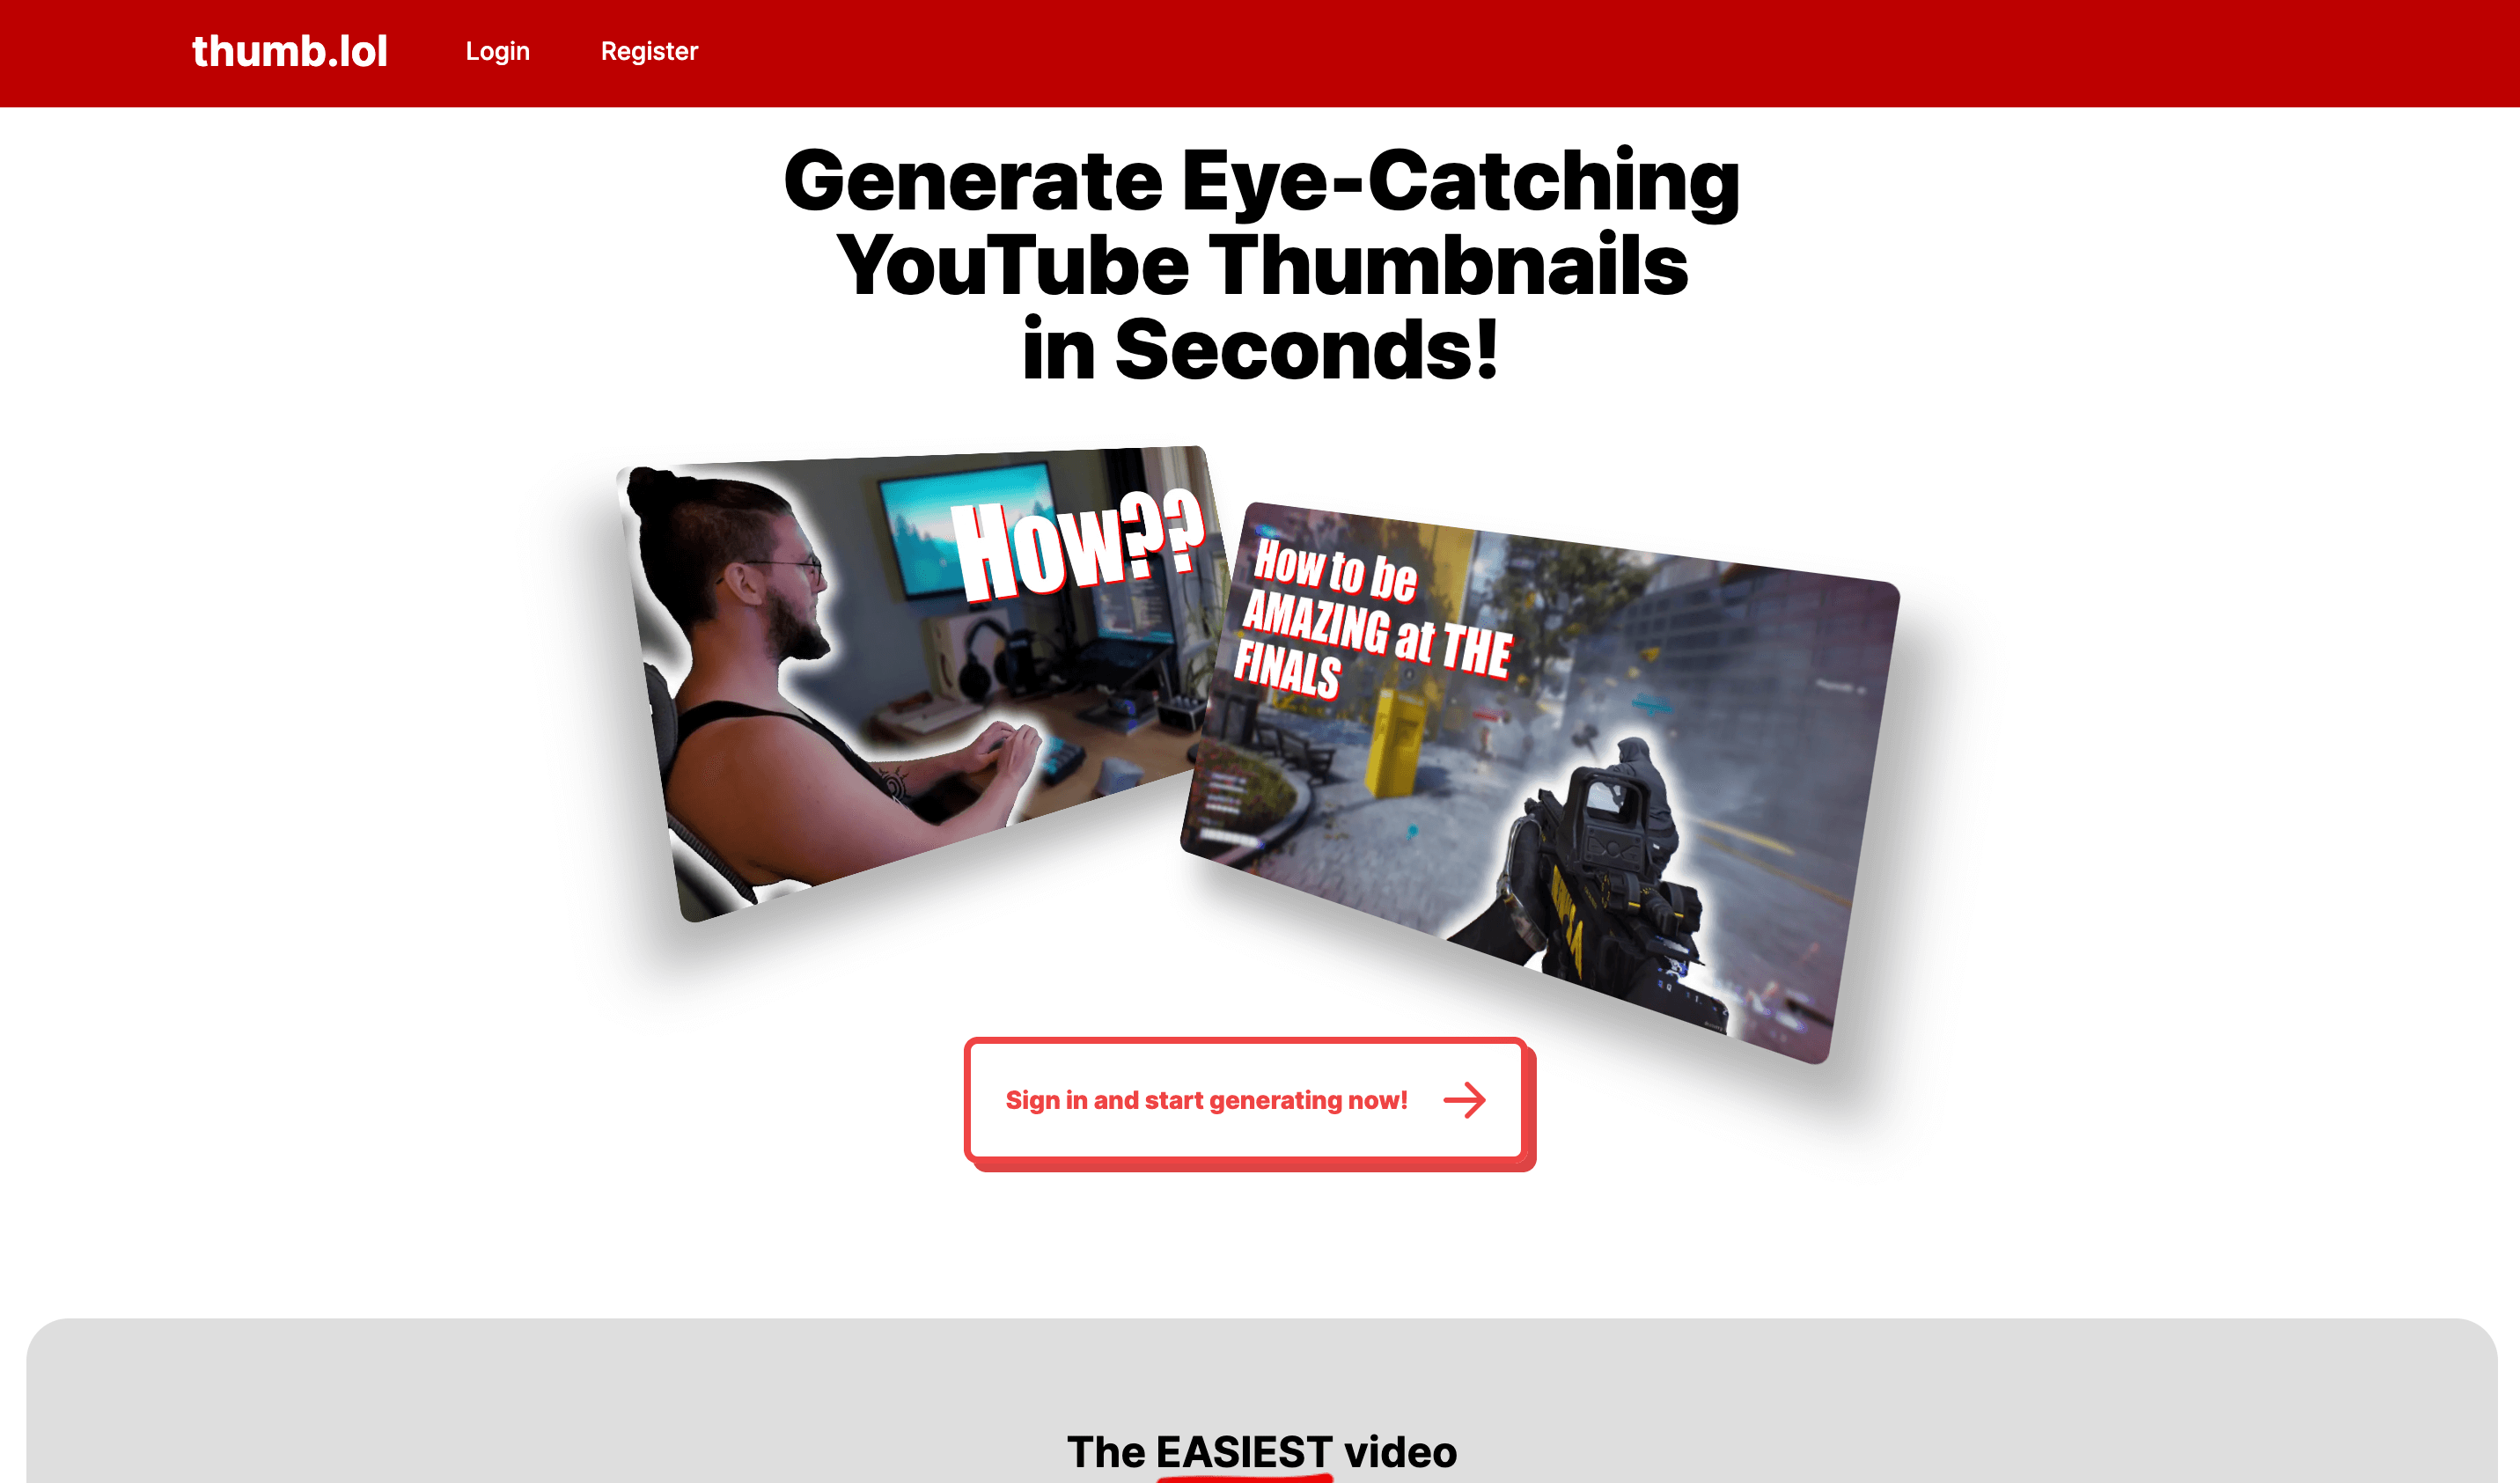 thumb.lol
Login
Register
Generate Eye-Catching
YouTube Thumbnails
in Seconds!
How??
How to be
AMAZING at THE
FINALS
Sign in and start generating now!
The EASIEST video